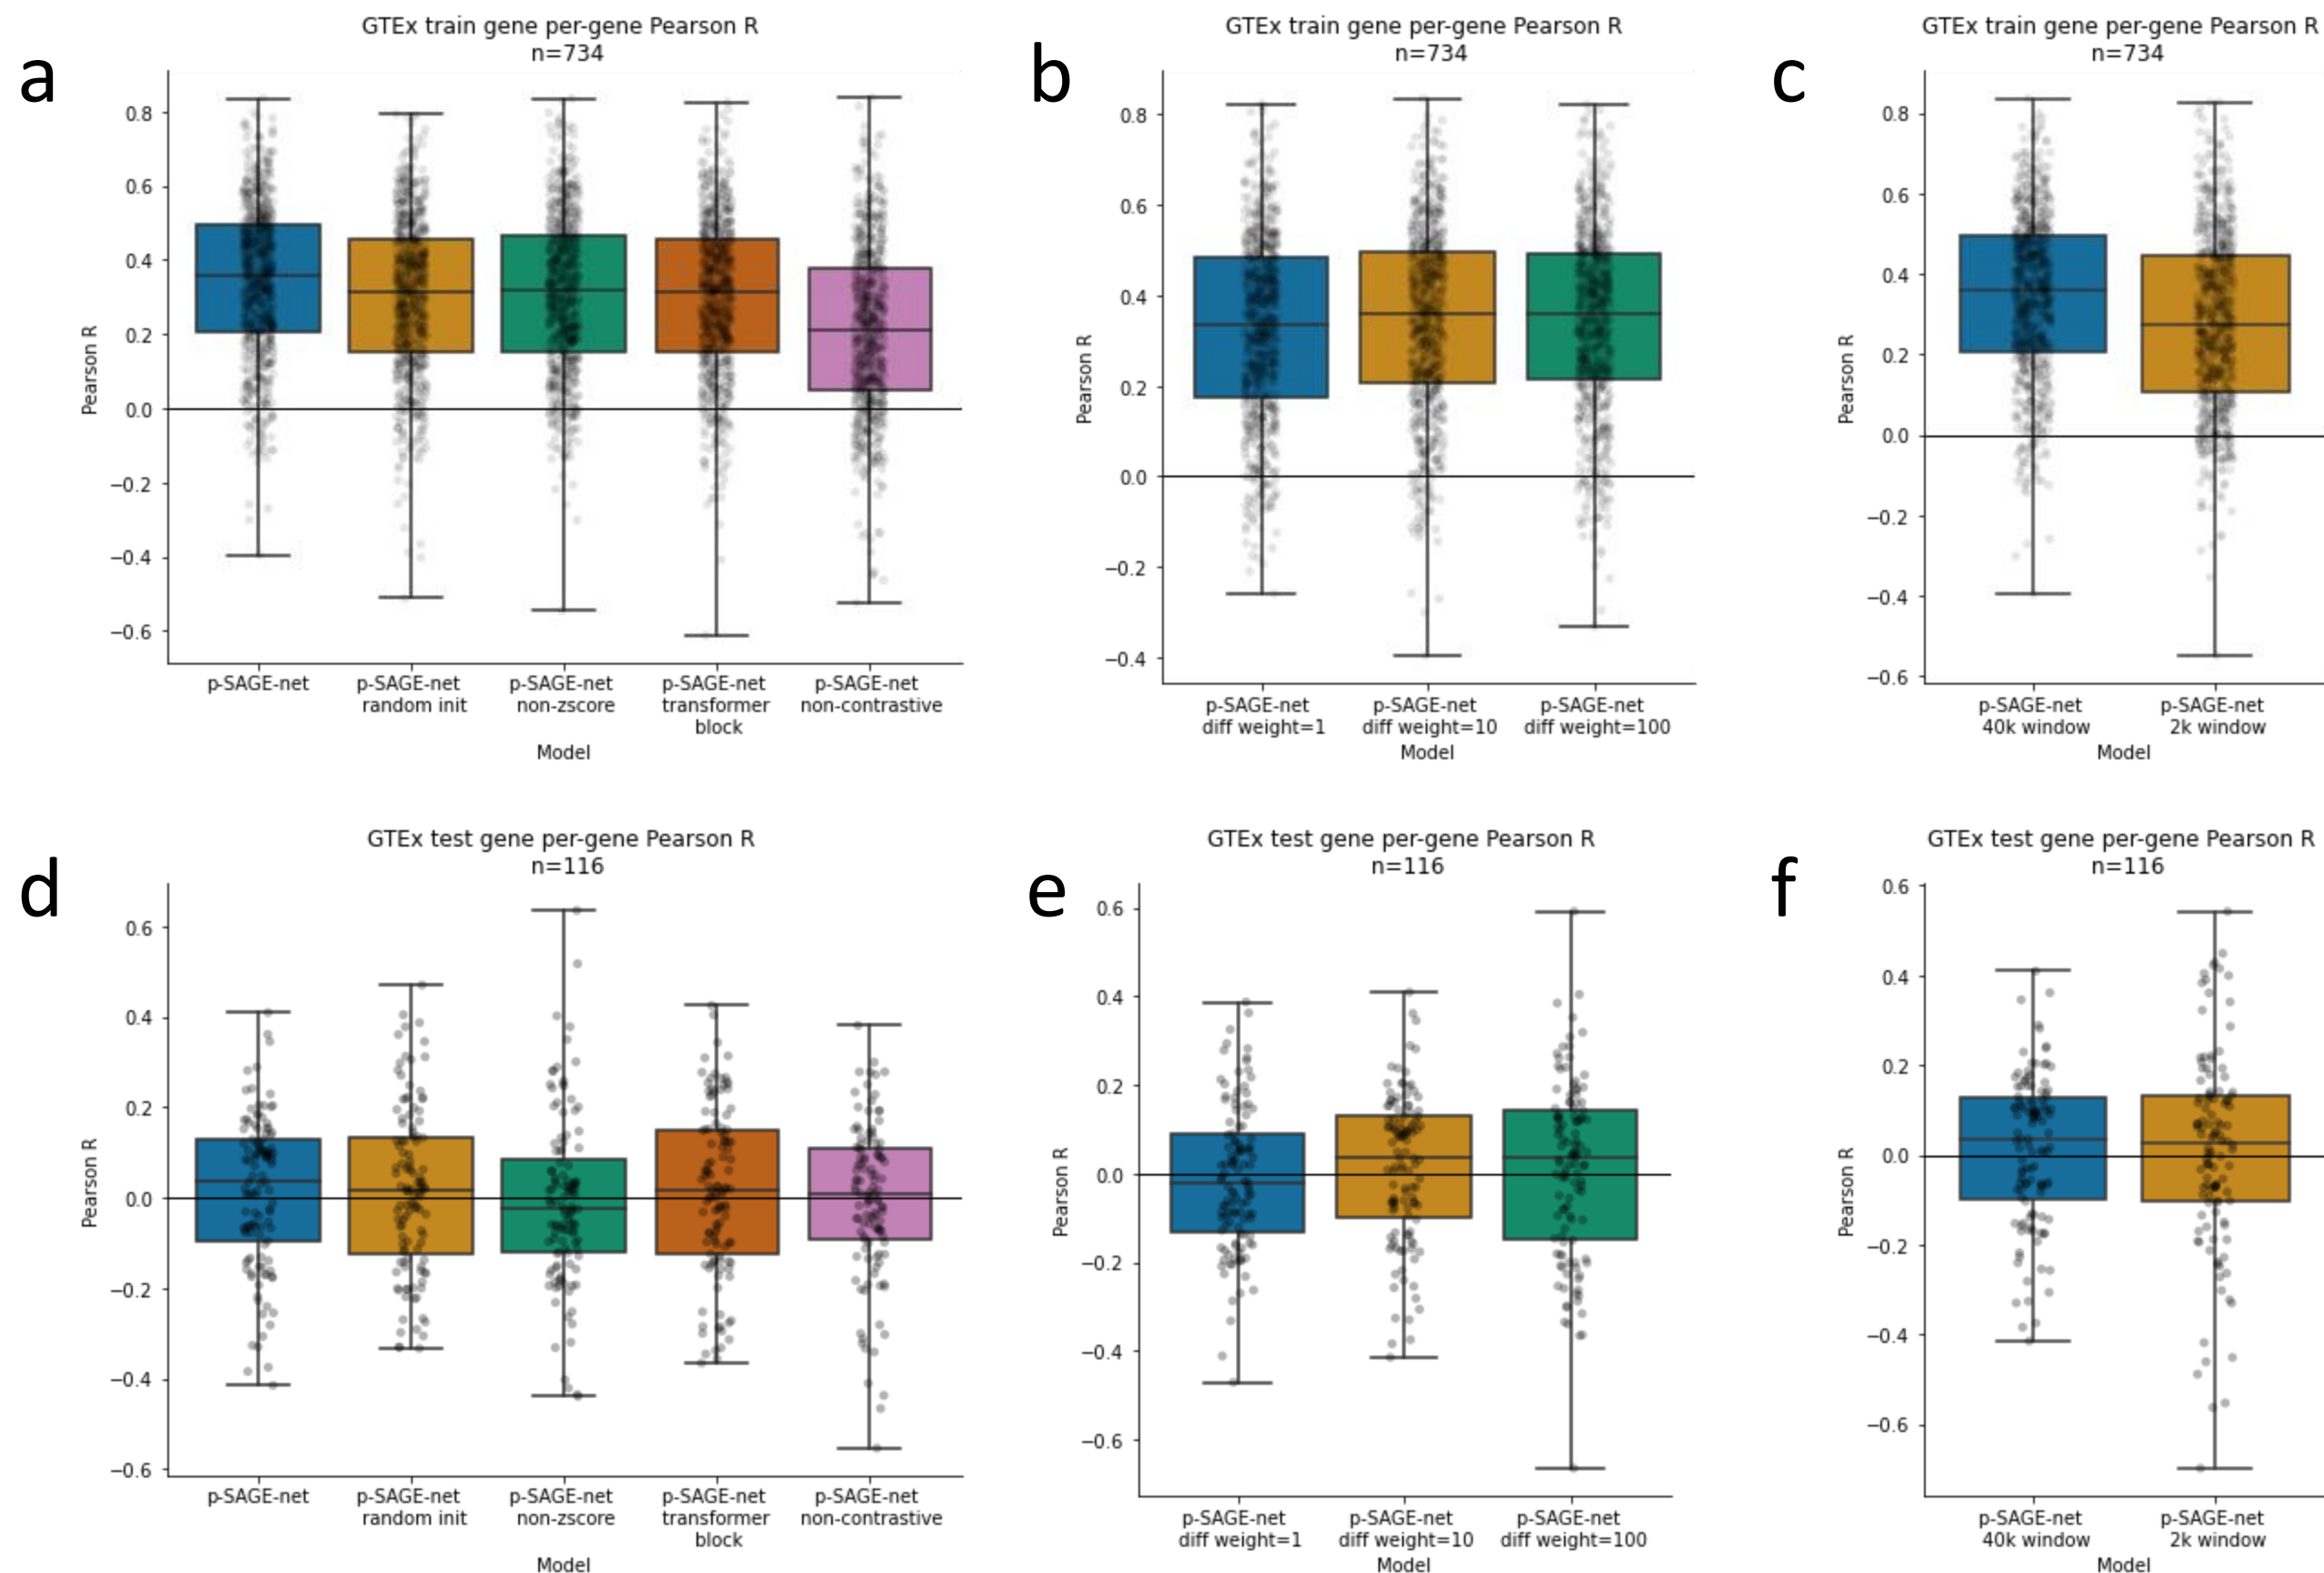 a
GTEx train gene per-gene Pearson R
n=734
Pearson R
0.8
0.6
0.4
0.2
0.0
−0.2
−0.4
−0.6
p-SAGE-net
p-SAGE-net
random init
p-SAGE-net
non-zscore
p-SAGE-net
transformer
block
p-SAGE-net
non-contrastive
Model
b
GTEx train gene per-gene Pearson R
n=734
Pearson R
0.8
0.6
0.4
0.2
0.0
−0.2
−0.4
p-SAGE-net
diff weight=1
p-SAGE-net
diff weight=10
p-SAGE-net
diff weight=100
Model
c
GTEx train gene per-gene Pearson R
n=734
Pearson R
0.8
0.6
0.4
0.2
0.0
−0.2
−0.4
−0.6
p-SAGE-net
40k window
p-SAGE-net
2k window
Model
d
GTEx test gene per-gene Pearson R
n=116
Pearson R
0.6
0.4
0.2
0.0
−0.2
−0.4
−0.6
p-SAGE-net
p-SAGE-net
random init
p-SAGE-net
non-zscore
p-SAGE-net
transformer
block
p-SAGE-net
non-contrastive
Model
e
GTEx test gene per-gene Pearson R
n=116
Pearson R
0.6
0.4
0.2
0.0
−0.2
−0.4
−0.6
p-SAGE-net
diff weight=1
p-SAGE-net
diff weight=10
p-SAGE-net
diff weight=100
Model
f
GTEx test gene per-gene Pearson R
n=116
Pearson R
0.6
0.4
0.2
0.0
−0.2
−0.4
−0.6
p-SAGE-net
40k window
p-SAGE-net
2k window
Model